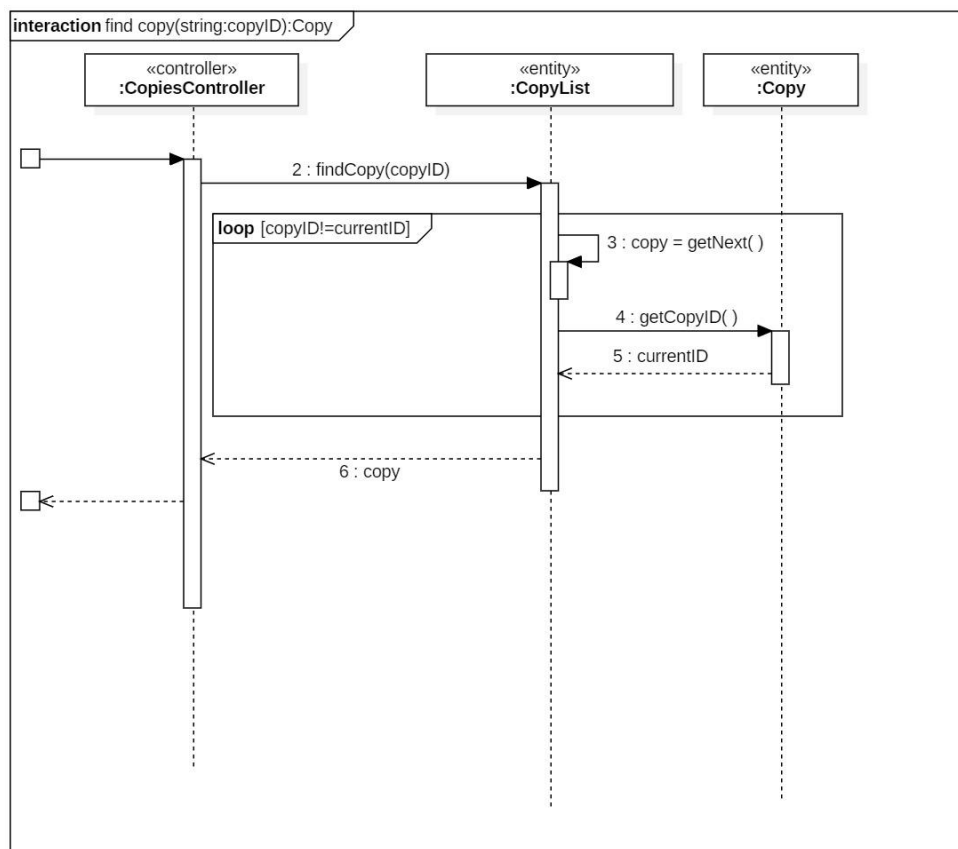 interaction find copy(string:copyID):Copy
«controller»
:CopiesController
«entity»
:CopyList
«entity»
:Copy
2 : findCopy(copyID)
loop [copyID!=currentID]
3 : copy = getNext( )
4 : getCopyID( )
5 : currentID
6 : copy